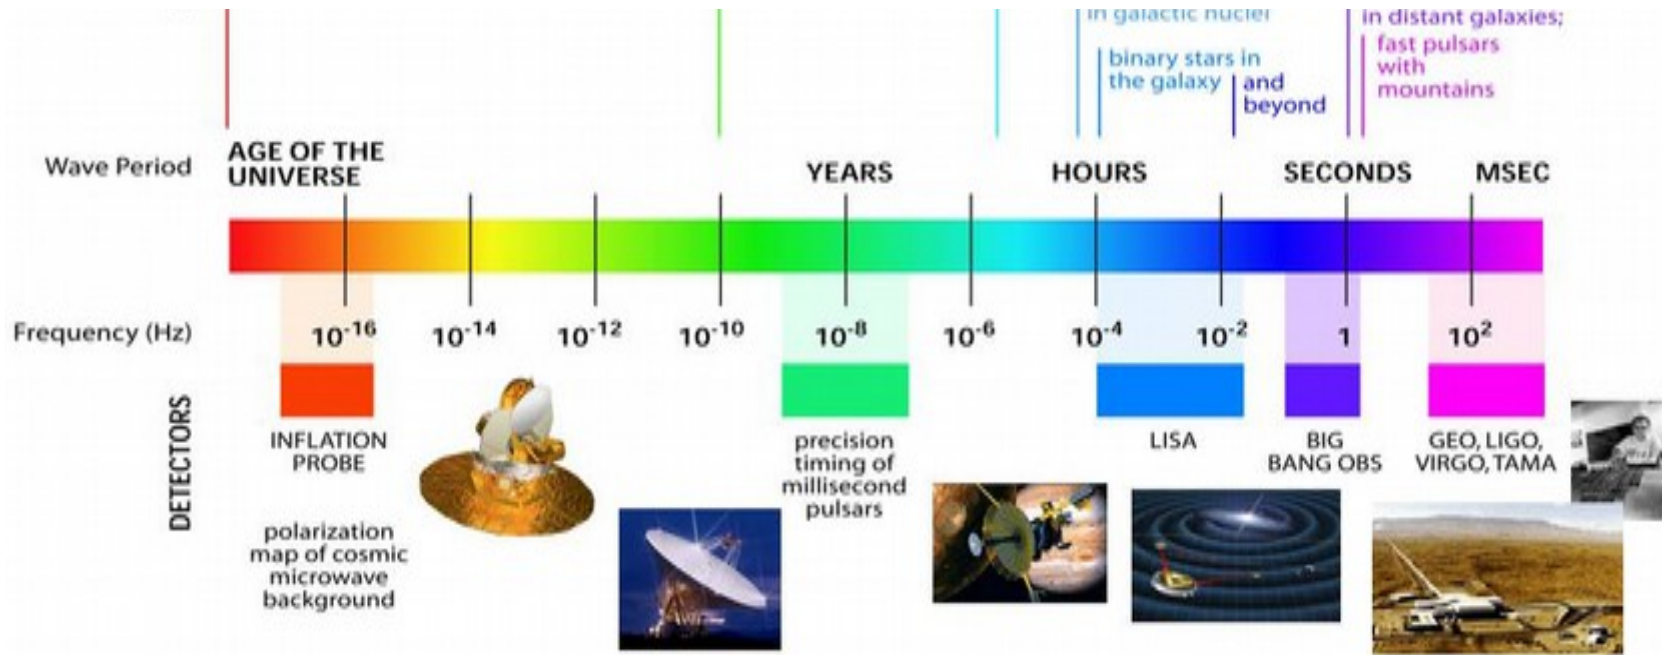 in galactic nuclei
binary stars in
the galaxy
and
beyond
in distant galaxies;
fast pulsars
with
mountains
Wave Period
AGE OF THE
UNIVERSE
YEARS
HOURS
SECONDS
MSEC
Frequency (Hz)
10⁻¹⁶
10⁻¹⁴
10⁻¹²
10⁻¹⁰
10⁻⁸
10⁻⁶
10⁻⁴
10⁻²
1
10²
DETECTORS
INFLATION
PROBE
polarization
map of cosmic
microwave
background
precision
timing of
millisecond
pulsars
LISA
BIG
BANG OBS
GEO, LIGO,
VIRGO, TAMA